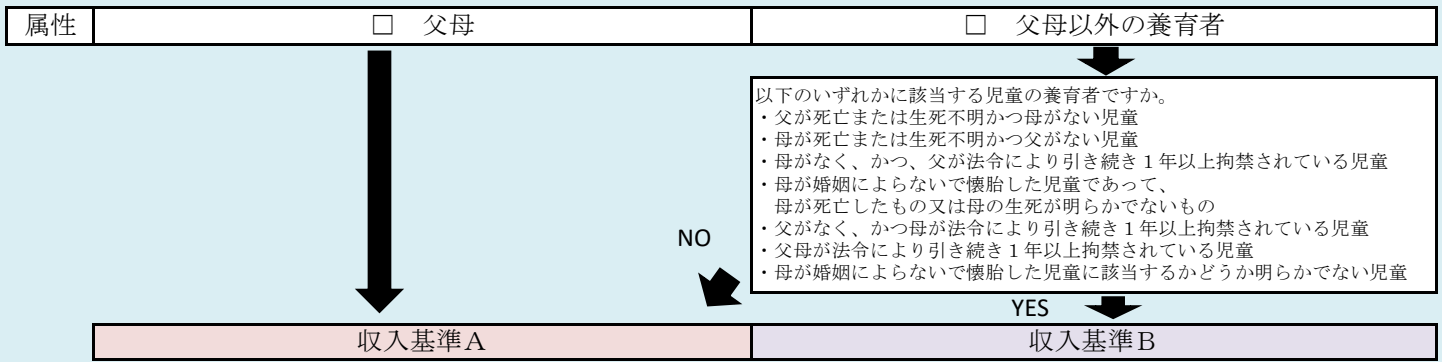 属性 □ 父母 □ 父母以外の養育者
以下のいずれかに該当する児童の養育者ですか。
・父が死亡または生死不明かつ母がない児童
・母が死亡または生死不明かつ父がない児童
・母がなく、かつ、父が法令により引き続き１年以上拘禁されている児童
・母が婚姻によらないで懐胎した児童であって、
母が死亡したもの又は母の生死が明らかでないもの
・父がなく、かつ母が法令により引き続き１年以上拘禁されている児童
・父母が法令により引き続き１年以上拘禁されている児童
・母が婚姻によらないで懐胎した児童に該当するかどうか明らかでない児童
NO
YES
収入基準Ａ 収入基準Ｂ